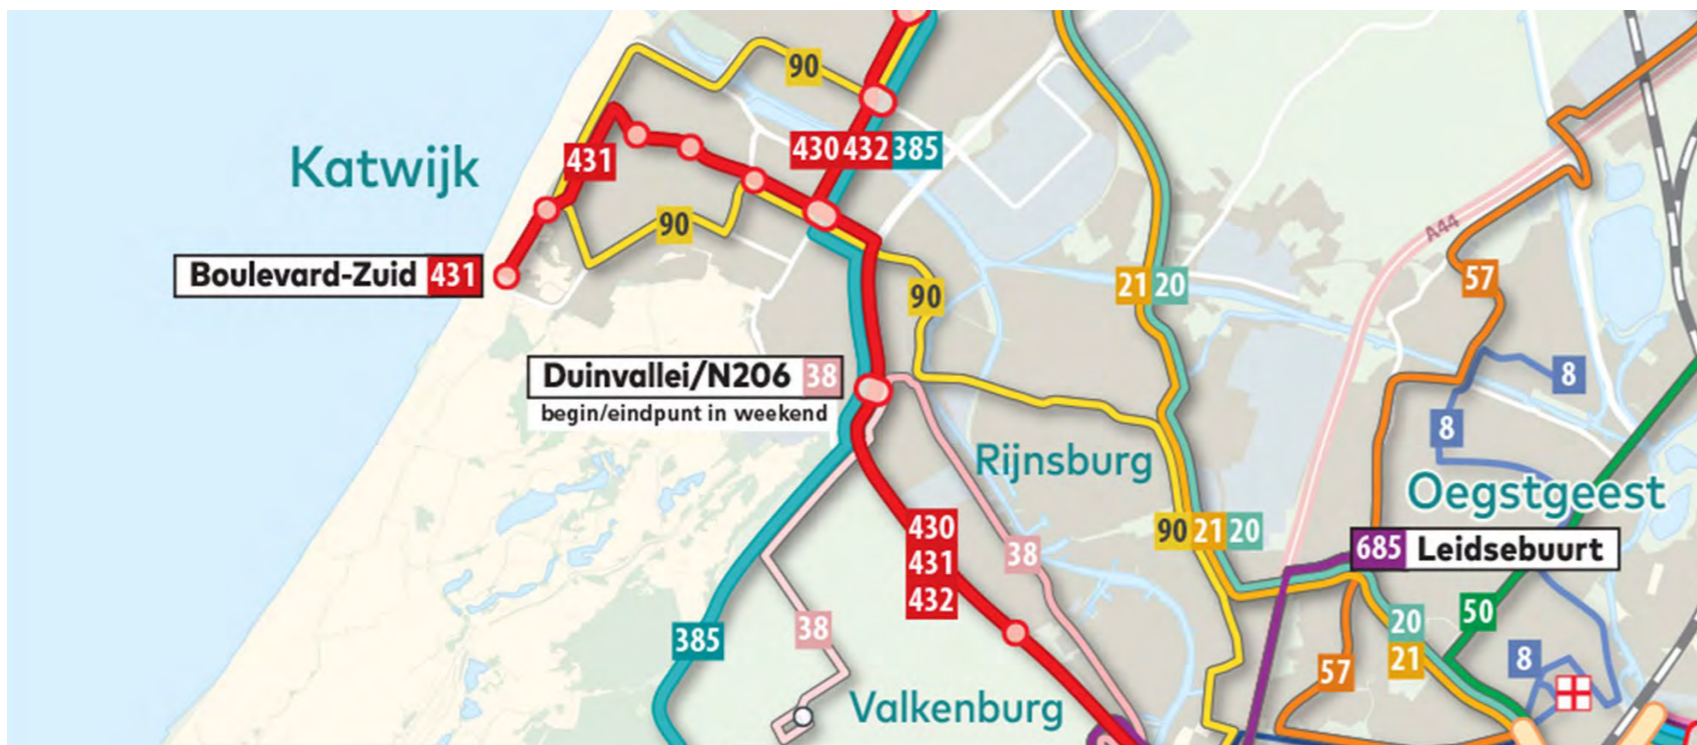 90
430 432 385
431
Katwijk
90
A44
Boulevard-Zuid 431
21 20
57
90
Duinvallei/N206 38
begin/eindpunt in weekend
8
8
Rijnsburg
Oegstgeest
430
431
432
90 21 20
38
685 Leidsebuurt
385
38
50
20
21
8
57
Valkenburg